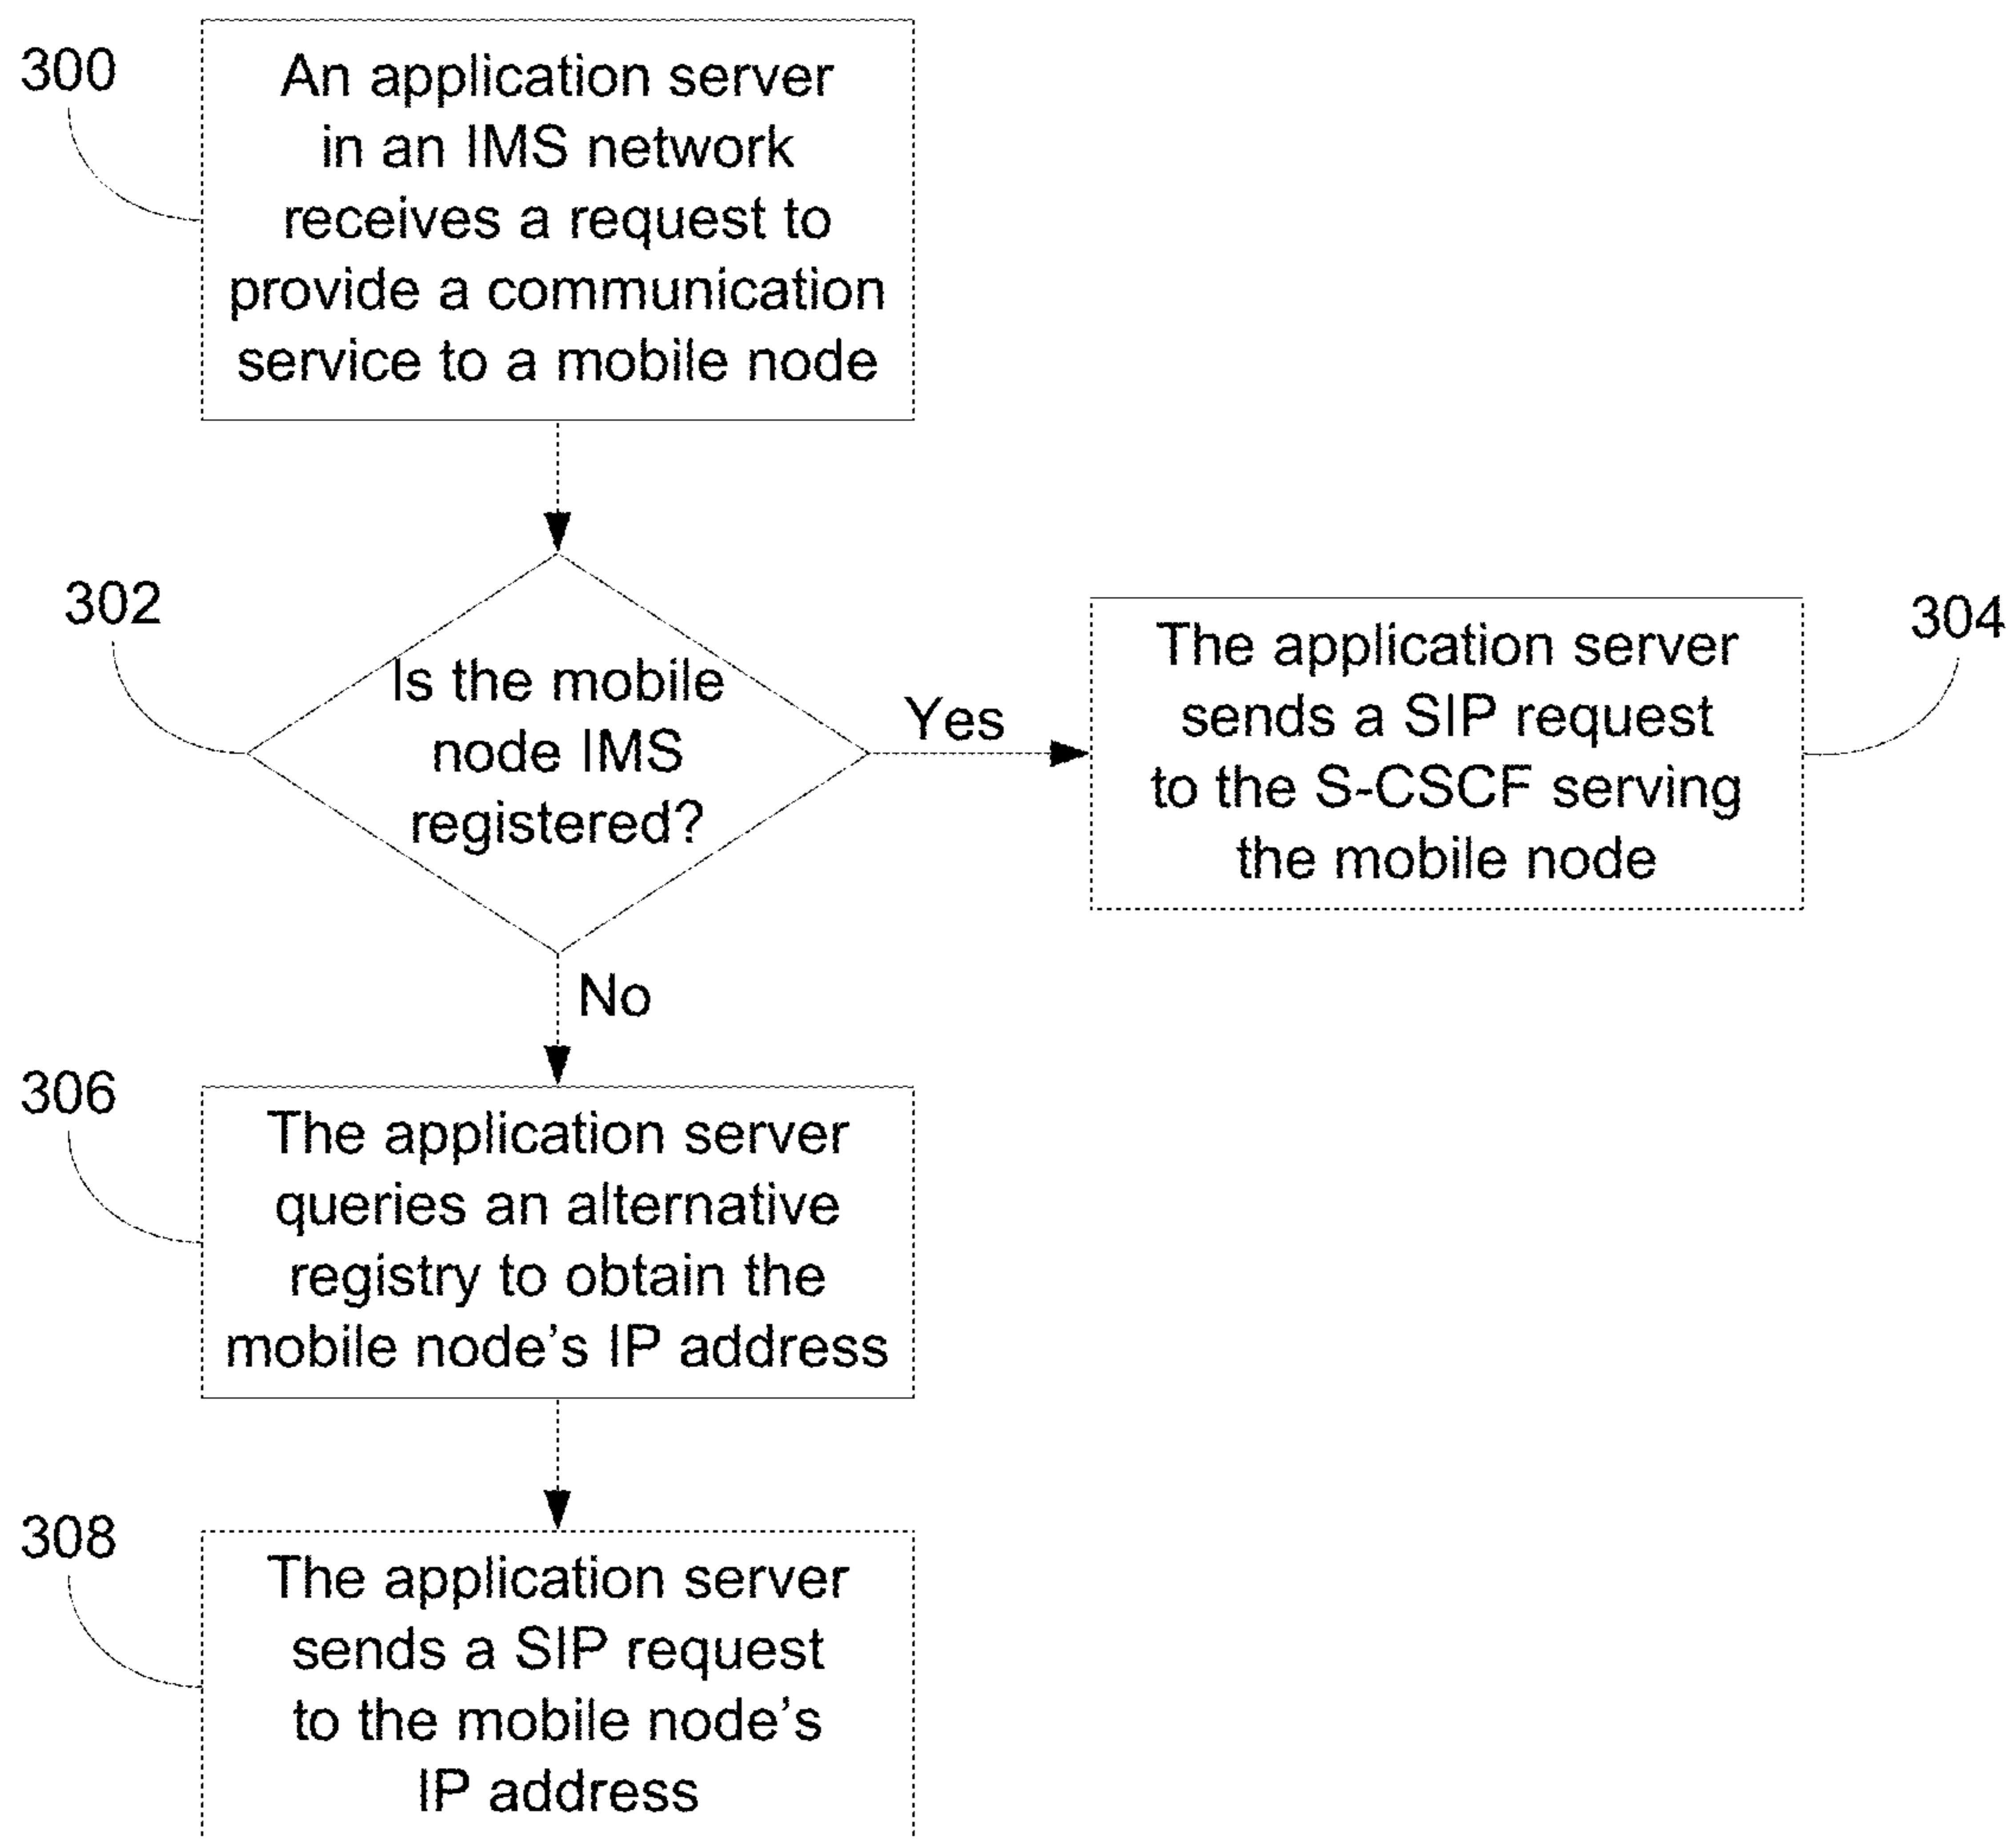 300
An application server
in an IMS network
receives a request to
provide a communication
service to a mobile node
302
Is the mobile
node IMS
registered?
Yes
304
The application server
sends a SIP request
to the S-CSCF serving
the mobile node
No
306
The application server
queries an alternative
registry to obtain the
mobile node's IP address
308
The application server
sends a SIP request
to the mobile node's
IP address